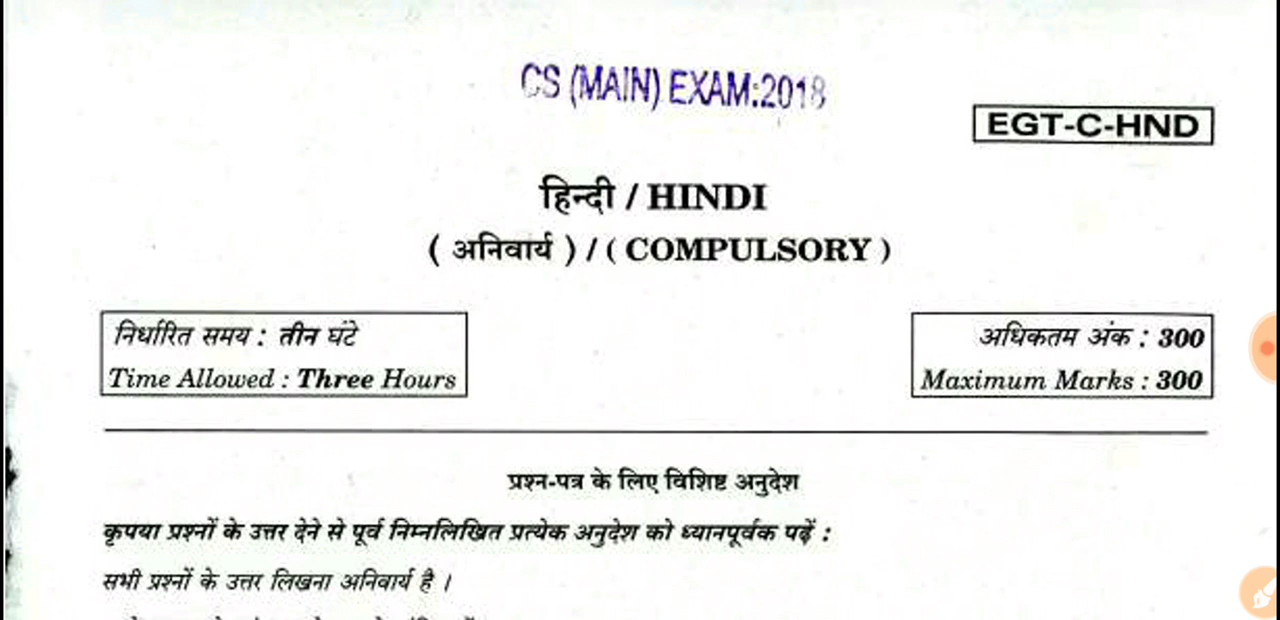 CS (MAIN) EXAM:2018
EGT-C-HND
हिन्दी / HINDI
( अनिवार्य ) / ( COMPULSORY )
निर्धारित समय : तीन घंटे
Time Allowed : Three Hours
अधिकतम अंक : 300
Maximum Marks : 300
प्रश्न-पत्र के लिए विशिष्ट अनुदेश
कृपया प्रश्नों के उत्तर देने से पूर्व निम्नलिखित प्रत्येक अनुदेश को ध्यानपूर्वक पढ़ें :
सभी प्रश्नों के उत्तर लिखना अनिवार्य है ।